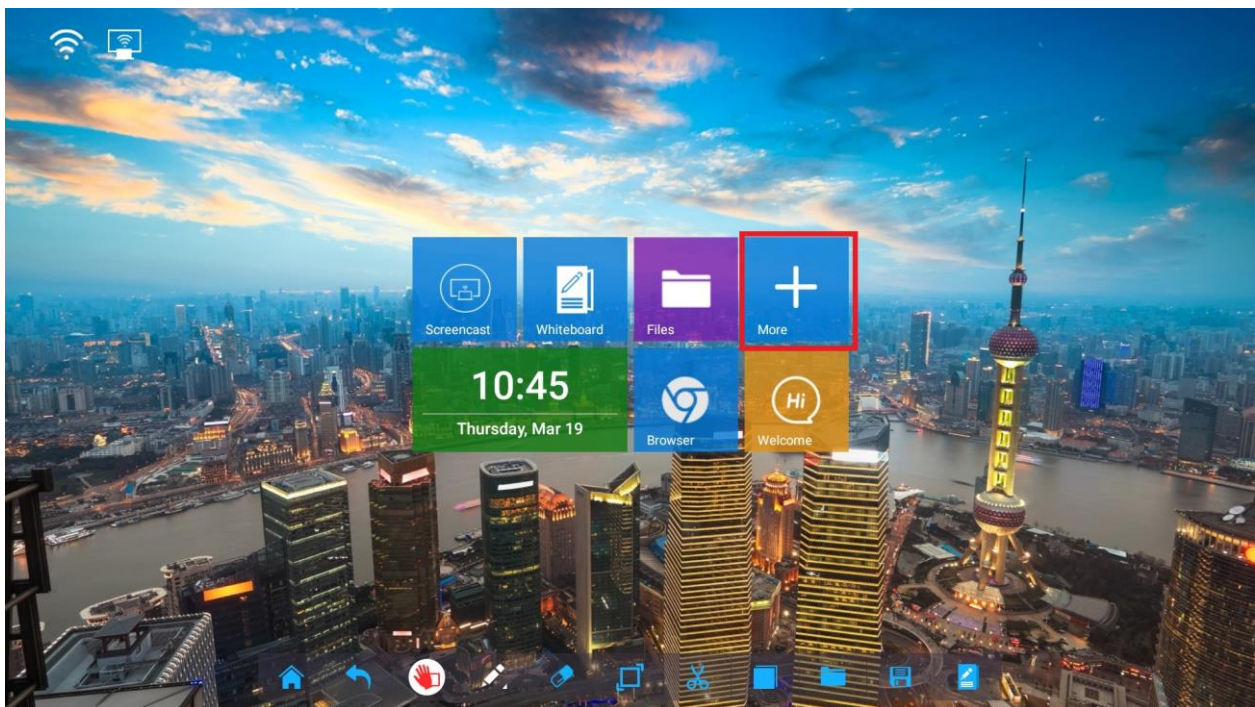 Screencast
Whiteboard
Files
More
10:45
Thursday, Mar 19
Browser
Hi
Welcome